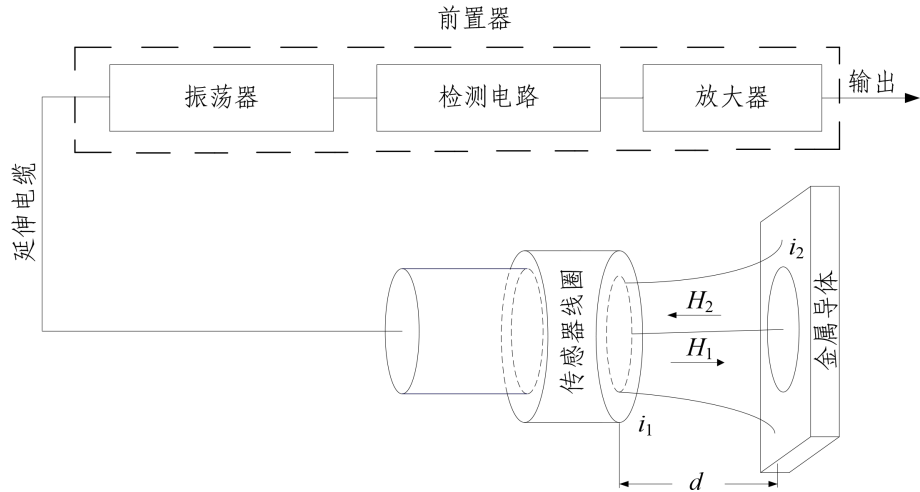 前置器
振荡器
检测电路
放大器
输出
延伸电缆
传感器线圈
i₂
H₂
H₁
金属导体
i₁
d